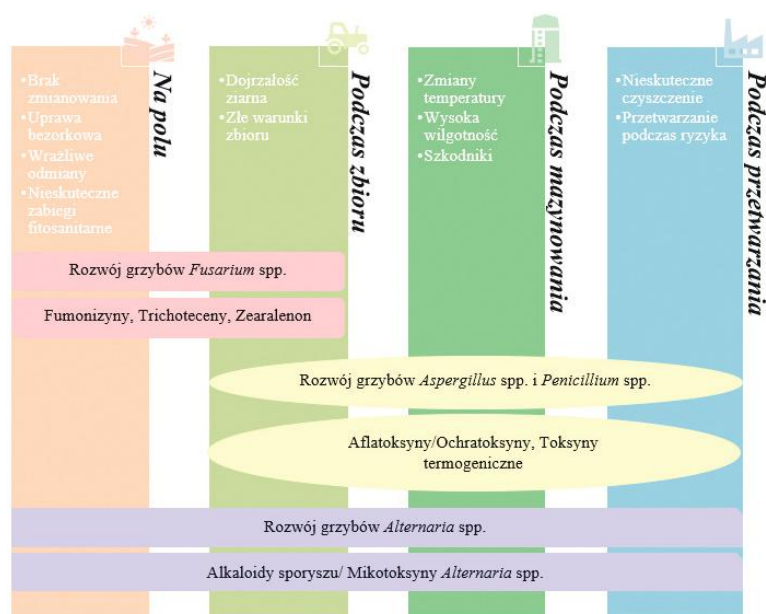 •Brak
zmianowania
•Uprawa
bezorkowa
•Wrażliwe
odmiany
•Nieskuteczne
zabiegi
fitosanitarne
Na polu
•Dojrzałość
ziarna
•Złe warunki
zbioru
Podczas zbioru
•Zmiany
temperatury
•Wysoka
wilgotność
•Szkodniki
Podczas mazynowania
•Nieskuteczne
czyszczenie
•Przetwarzanie
podczas ryzyka
Podczas przetwarzania
Rozwój grzybów Fusarium spp.
Fumonizyny, Trichoteceny, Zearalenon
Rozwój grzybów Aspergillus spp. i Penicillium spp.
Aflatoksyny/Ochratoksyny, Toksyny
termogeniczne
Rozwój grzybów Alternaria spp.
Alkaloidy sporyszu/ Mikotoksyny Alternaria spp.